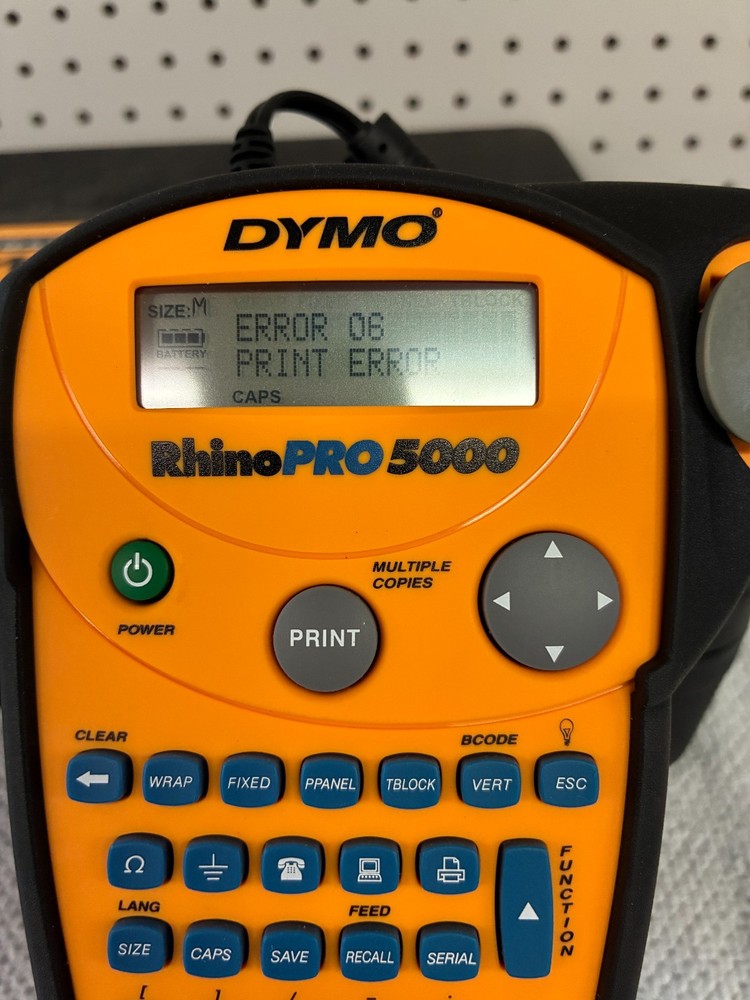 DYMO®
SIZE:M
TBLOCK
ERROR 06
BATTERY
PRINT ERROR
CAPS
RhinoPRO 5000
MULTIPLE
COPIES
PRINT
POWER
CLEAR
BCODE
WRAP FIXED PPANEL TBLOCK VERT ESC
Ω
FUNCTION
LANG FEED
SIZE CAPS SAVE RECALL SERIAL